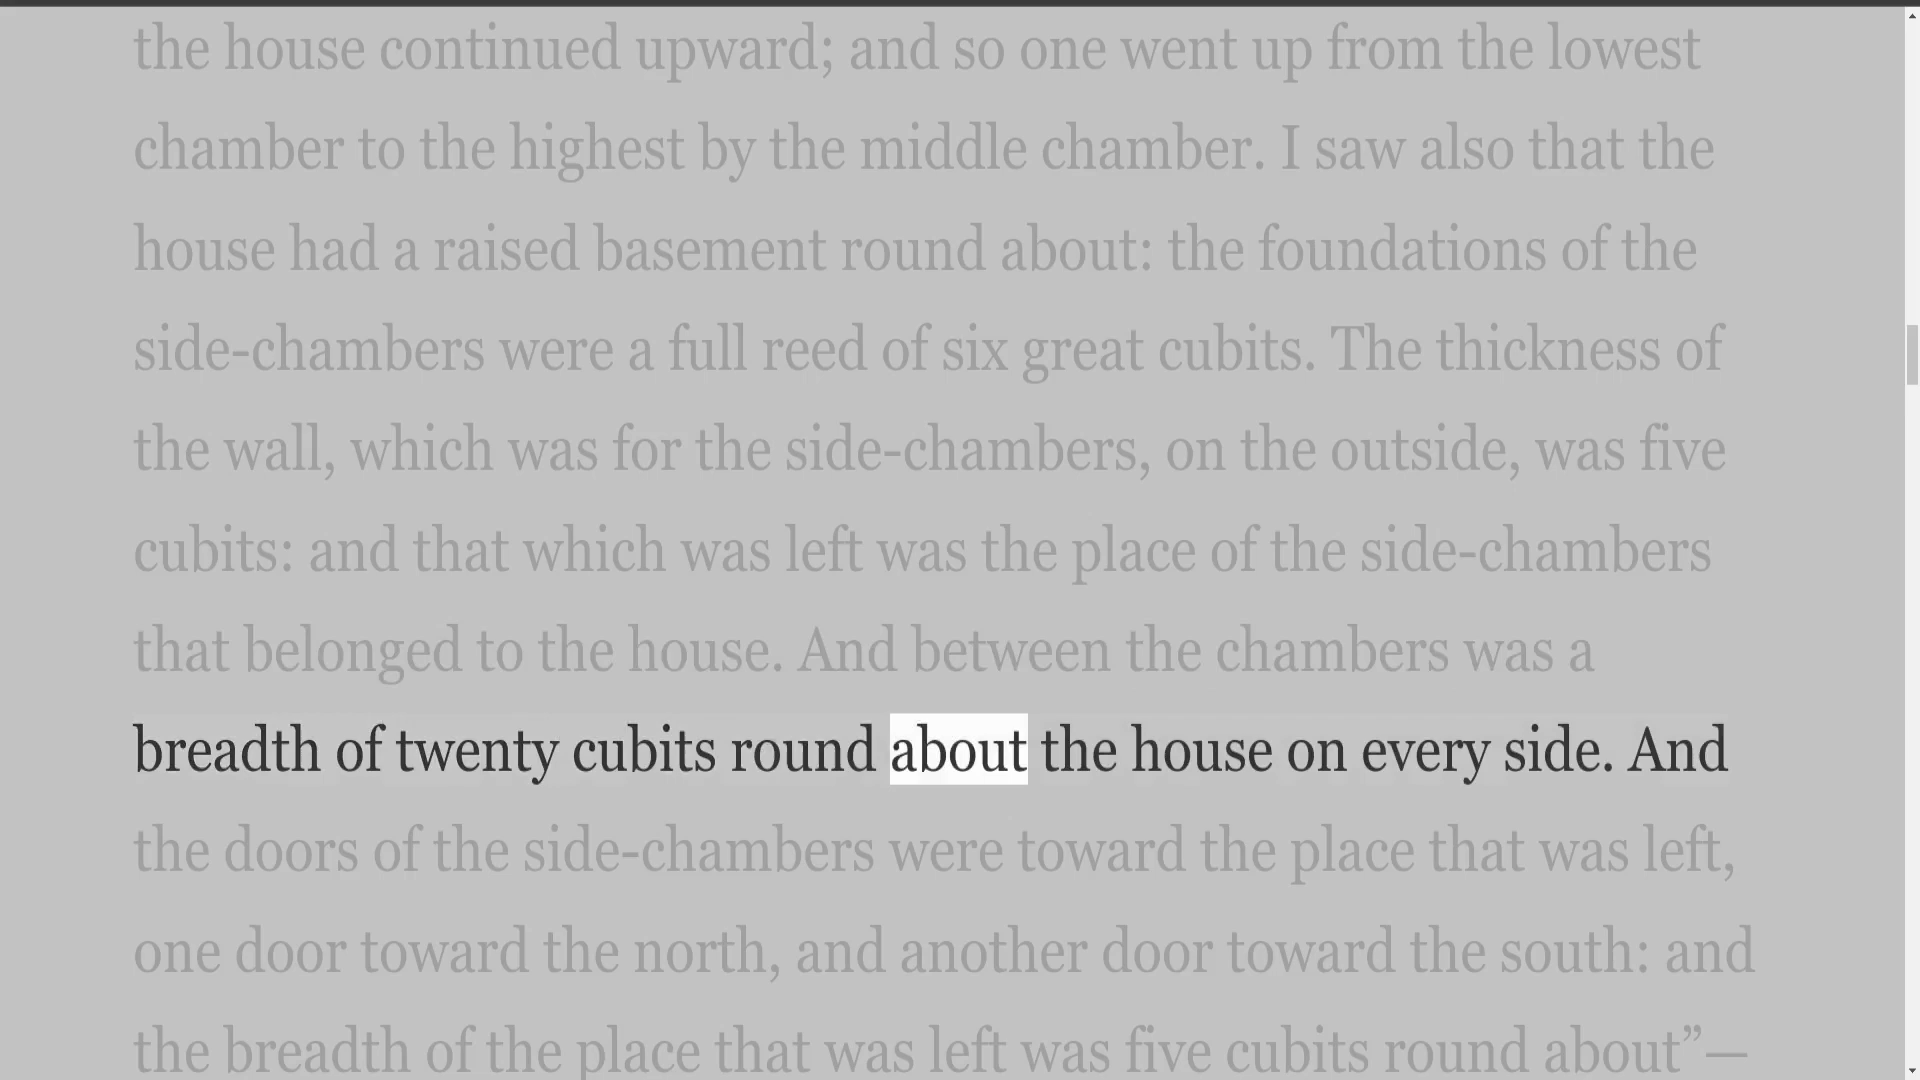 the house continued upward; and so one went up from the lowest
chamber to the highest by the middle chamber. I saw also that the
house had a raised basement round about: the foundations of the
side-chambers were a full reed of six great cubits. The thickness of
the wall, which was for the side-chambers, on the outside, was five
cubits: and that which was left was the place of the side-chambers
that belonged to the house. And between the chambers was a
breadth of twenty cubits round about the house on every side. And
the doors of the side-chambers were toward the place that was left,
one door toward the north, and another door toward the south: and
the breadth of the place that was left was five cubits round about”—